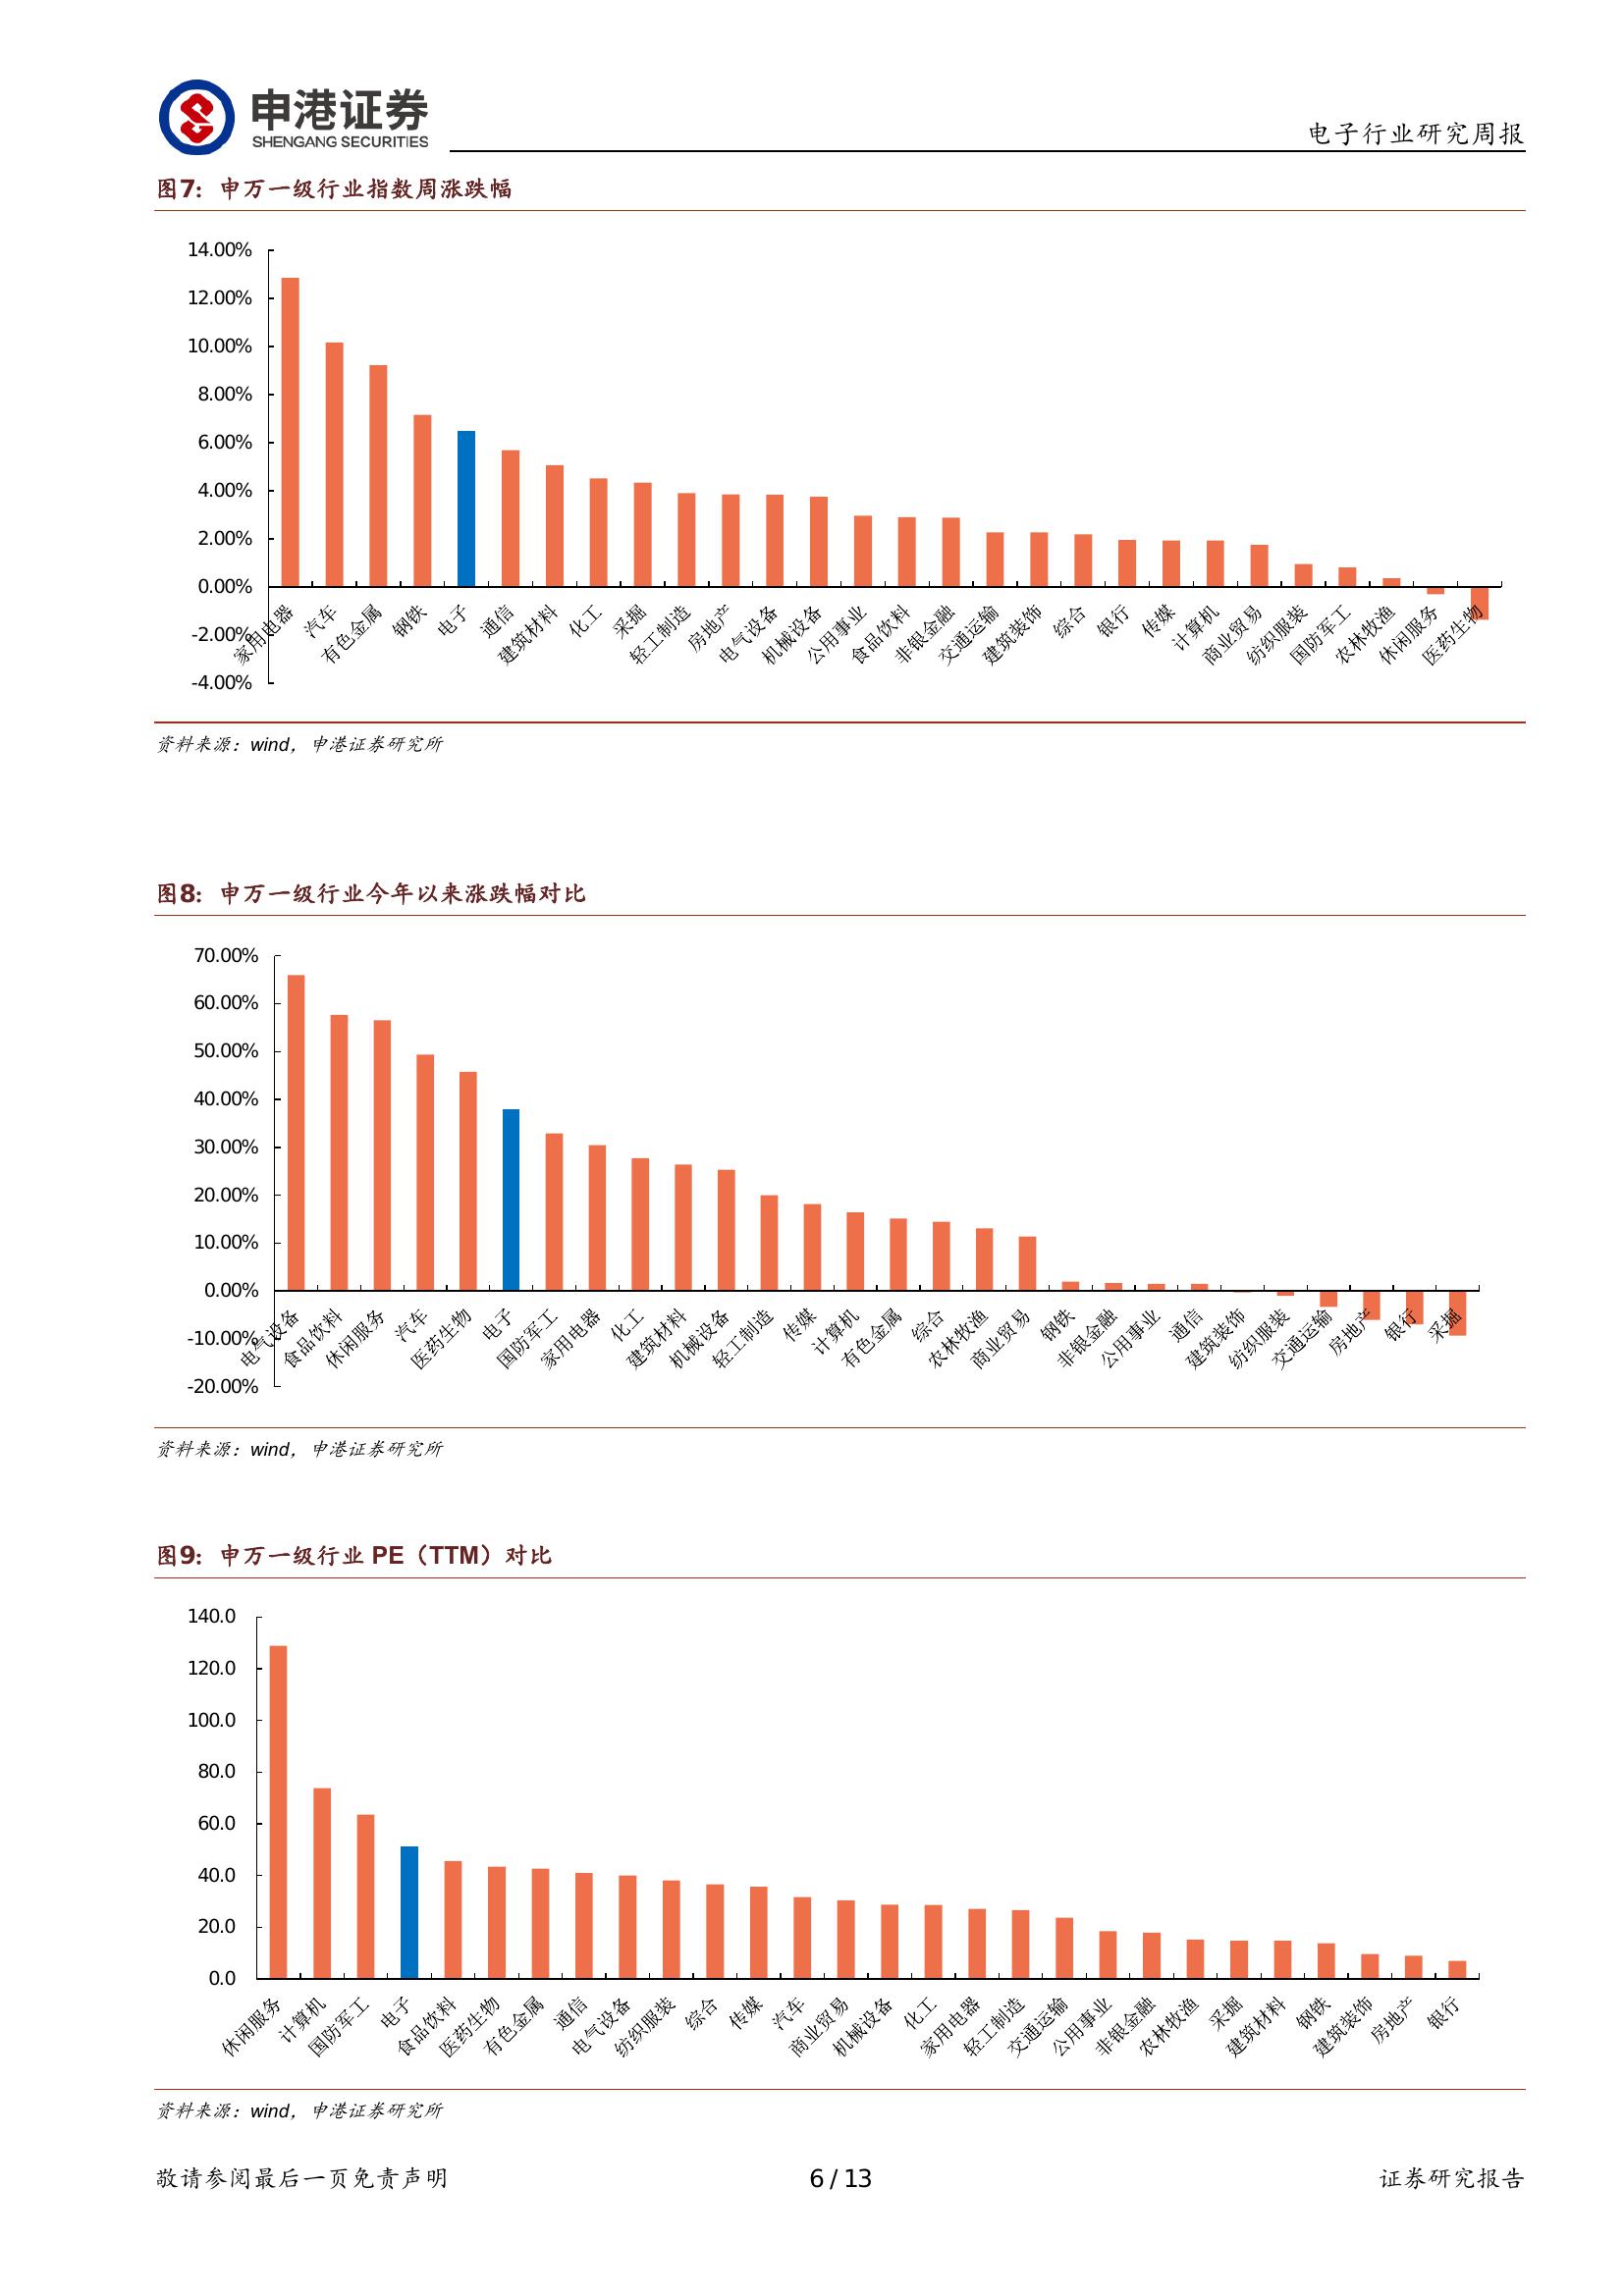 申港证券
SHENGANG SECURITIES
电子行业研究周报
图7：申万一级行业指数周涨跌幅
14.00%
12.00%
10.00%
8.00%
6.00%
4.00%
2.00%
0.00%
-2.00%
-4.00%
家用电器
汽车
有色金属
钢铁
电子
通信
建筑材料
化工
采掘
轻工制造
房地产
电气设备
机械设备
公用事业
食品饮料
非银金融
交通运输
建筑装饰
综合
银行
传媒
计算机
商业贸易
纺织服装
国防军工
农林牧渔
休闲服务
医药生物
资料来源：wind，申港证券研究所
图8：申万一级行业今年以来涨跌幅对比
70.00%
60.00%
50.00%
40.00%
30.00%
20.00%
10.00%
0.00%
-10.00%
-20.00%
电气设备
食品饮料
休闲服务
汽车
医药生物
电子
国防军工
家用电器
化工
建筑材料
机械设备
轻工制造
传媒
计算机
有色金属
综合
农林牧渔
商业贸易
钢铁
非银金融
公用事业
通信
建筑装饰
纺织服装
交通运输
房地产
银行
采掘
资料来源：wind，申港证券研究所
图9：申万一级行业 PE（TTM）对比
140.0
120.0
100.0
80.0
60.0
40.0
20.0
0.0
休闲服务
计算机
国防军工
电子
食品饮料
医药生物
有色金属
通信
电气设备
纺织服装
综合
传媒
汽车
商业贸易
机械设备
化工
家用电器
轻工制造
交通运输
公用事业
非银金融
农林牧渔
采掘
建筑材料
钢铁
建筑装饰
房地产
银行
资料来源：wind，申港证券研究所
敬请参阅最后一页免责声明
6 / 13
证券研究报告